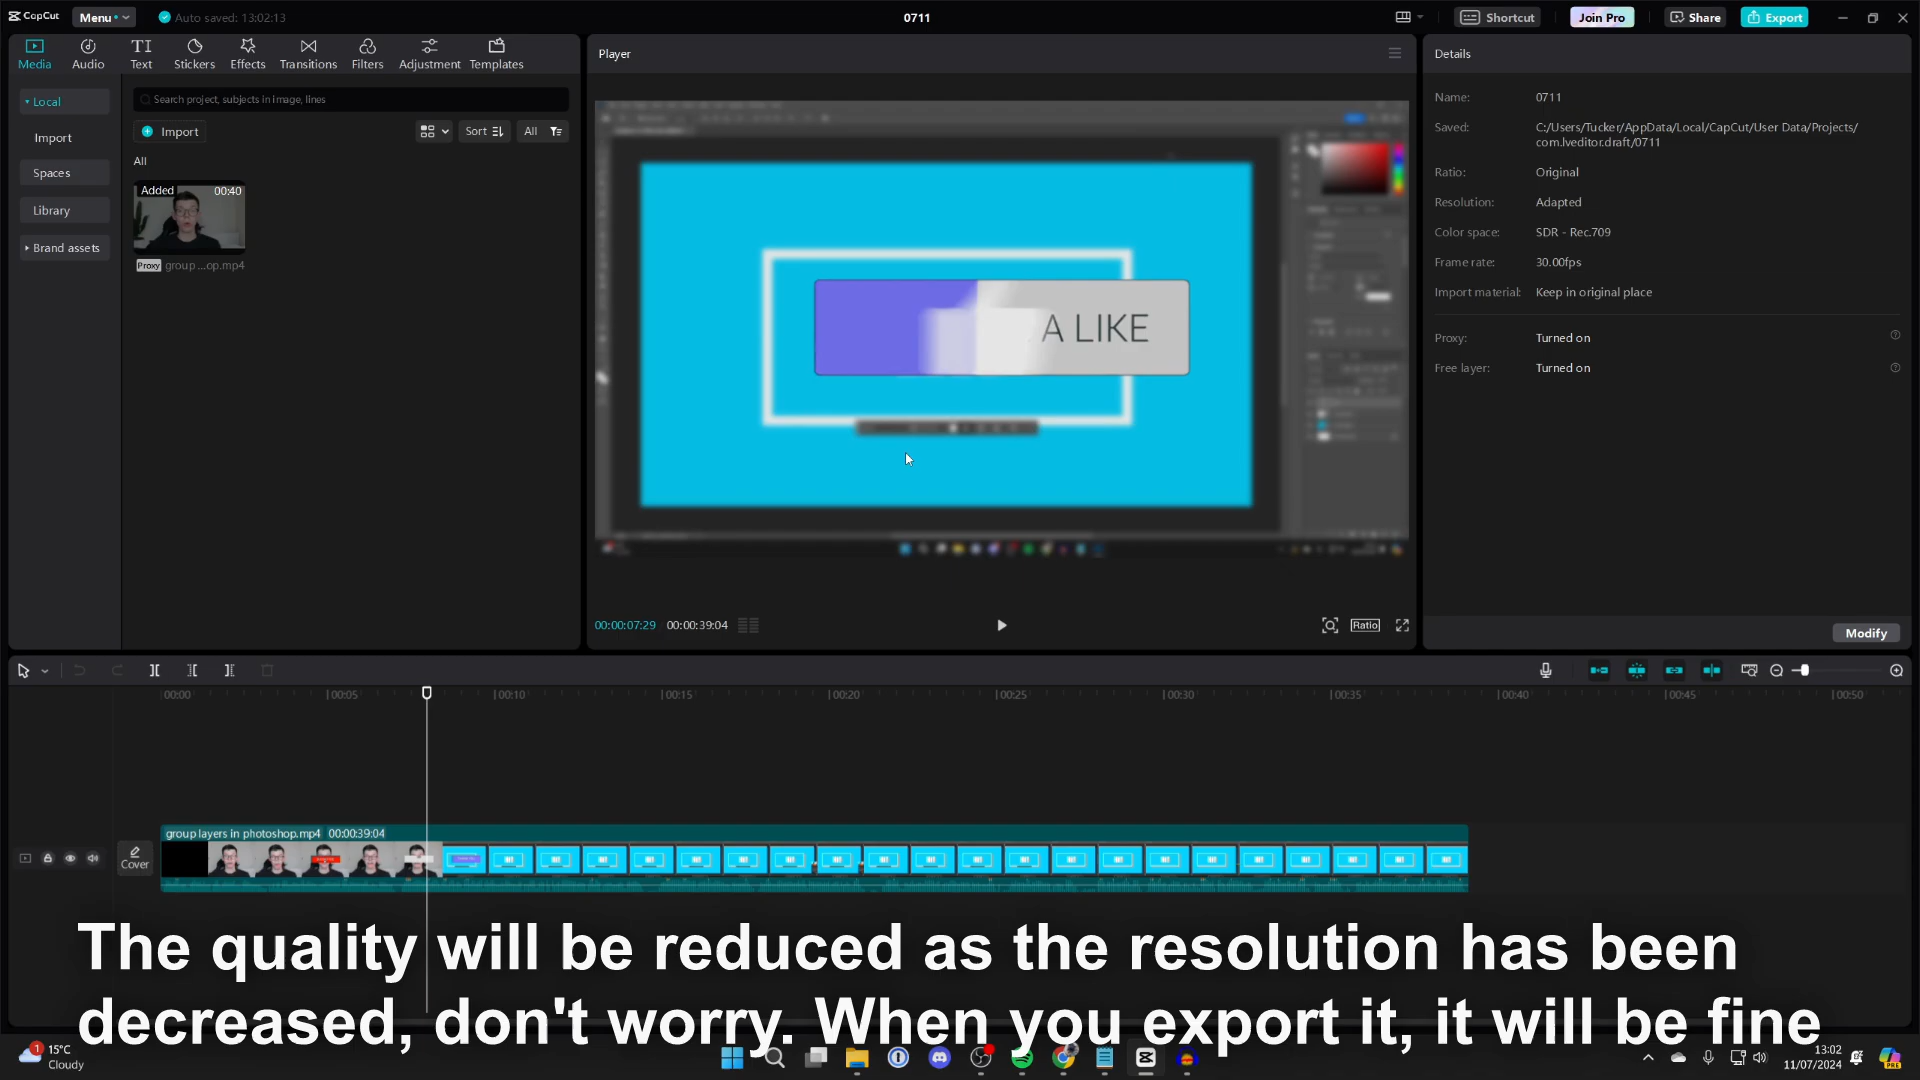 CapCut
Menu
Auto saved: 13:02:13
0711
Shortcut
Join Pro
Share
Export
Media
Audio
Text
Stickers
Effects
Transitions
Filters
Adjustment
Templates
Local
Import
Spaces
Library
Brand assets
Search project, subjects in image, lines
Import
Sort
All
All
Added
00:40
Proxy
group ...op.mp4
Player
A LIKE
00:00:07:29
00:00:39:04
Ratio
Details
Name:
0711
Saved:
C:/Users/Tucker/AppData/Local/CapCut/User Data/Projects/
com.lveditor.draft/0711
Ratio:
Original
Resolution:
Adapted
Color space:
SDR - Rec.709
Frame rate:
30.00fps
Import material:
Keep in original place
Proxy:
Turned on
Free layer:
Turned on
Modify
00:00
00:05
00:10
00:15
00:20
00:25
00:30
00:35
00:40
00:45
00:50
group layers in photoshop.mp4 00:00:39:04
Cover
The quality will be reduced as the resolution has been
decreased, don't worry. When you export it, it will be fine
1
15°C
Cloudy
13:02
11/07/2024
PRE